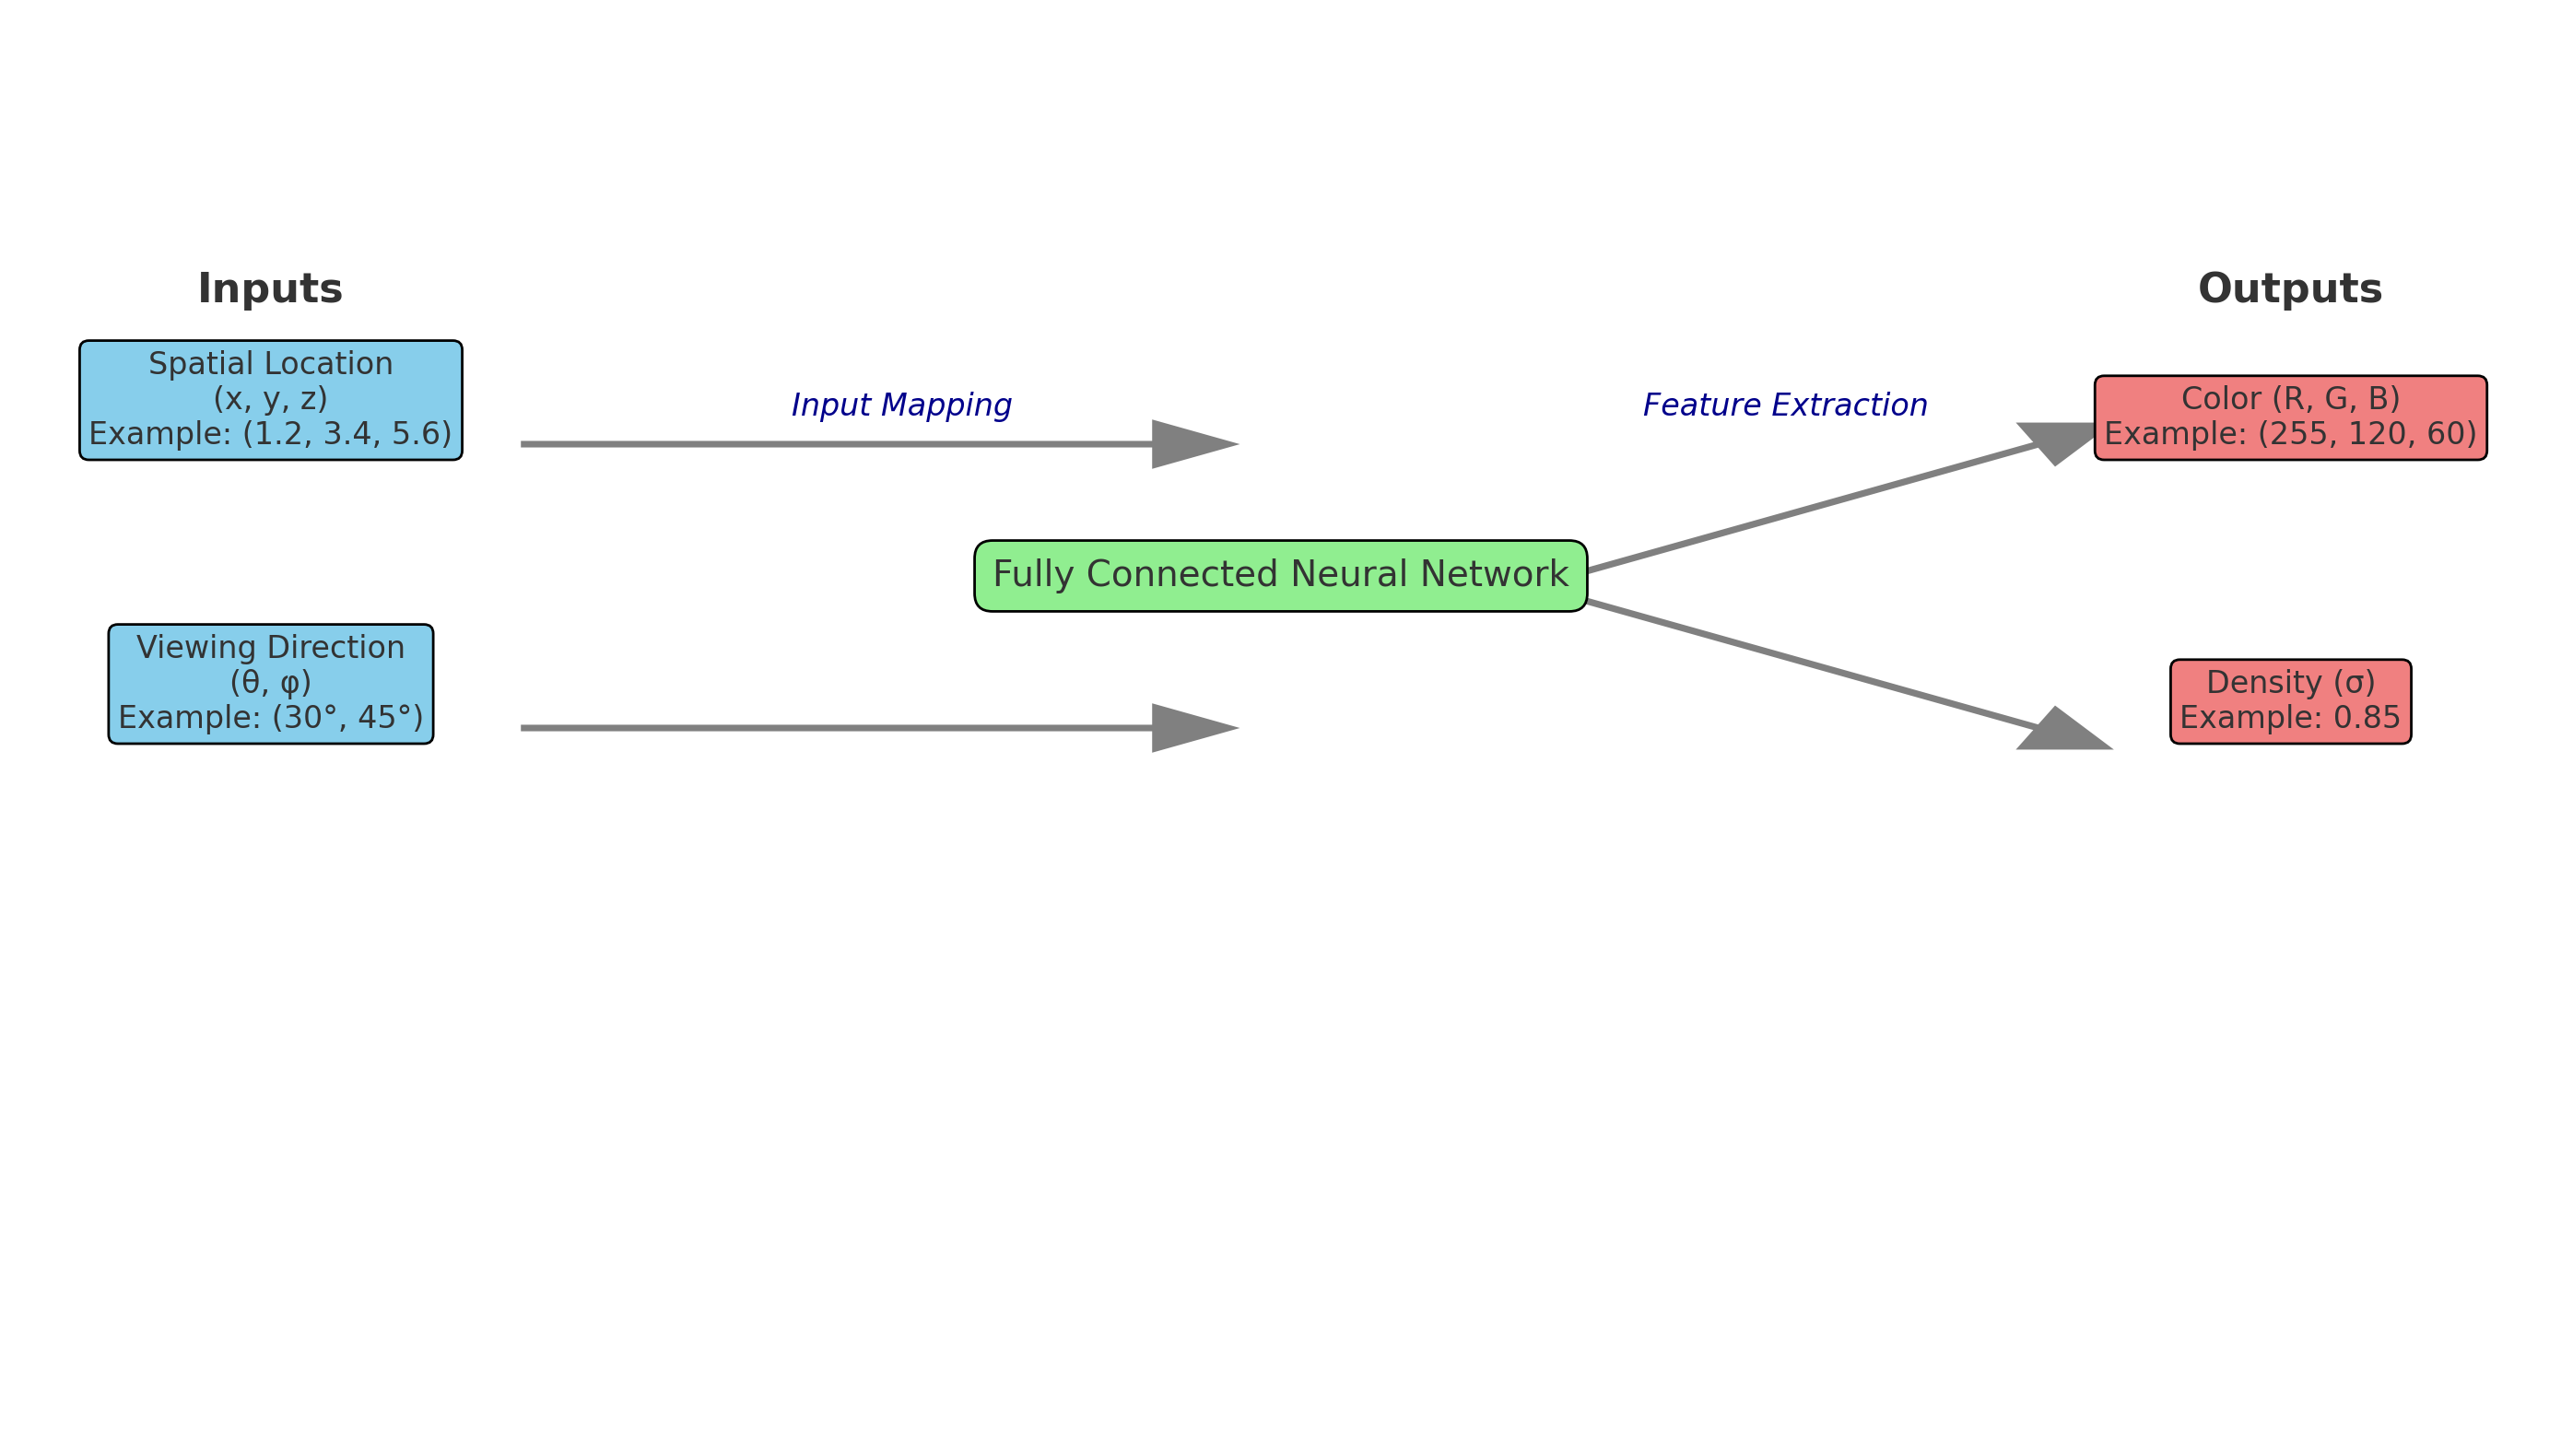 Inputs
Spatial Location
(x, y, z)
Example: (1.2, 3.4, 5.6)
Viewing Direction
(θ, φ)
Example: (30°, 45°)
Input Mapping
Fully Connected Neural Network
Feature Extraction
Outputs
Color (R, G, B)
Example: (255, 120, 60)
Density (σ)
Example: 0.85